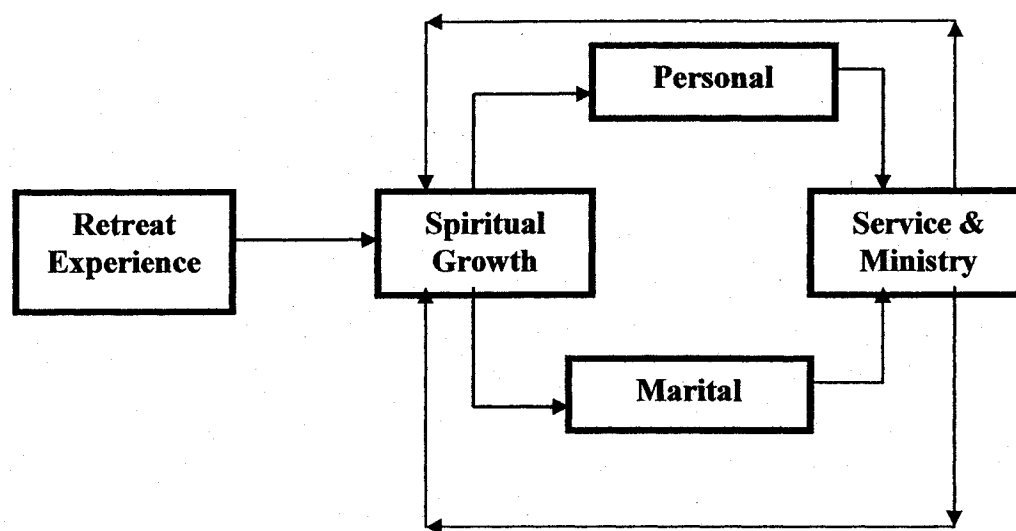 Personal
Retreat
Experience
Spiritual
Growth
Service &
Ministry
Marital